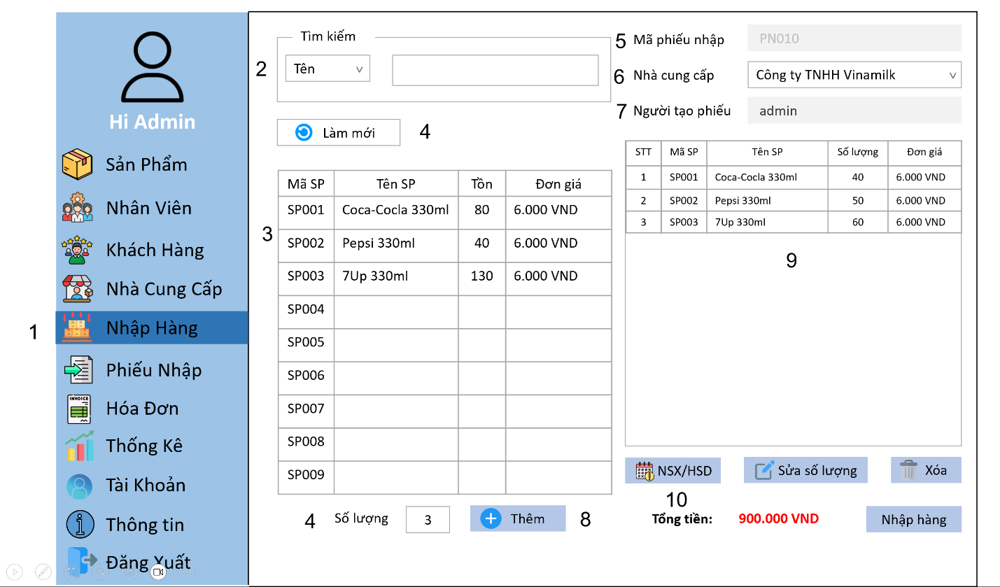 Hi Admin
Sản Phẩm
Nhân Viên
Khách Hàng
Nhà Cung Cấp
1
Nhập Hàng
Phiếu Nhập
INVOICE
Hóa Đơn
Thống Kê
Tài Khoản
Thông tin
Đăng Xuất
Tìm kiếm
2
Tên
Làm mới
4
Mã SP Tên SP Tồn Đơn giá
SP001 Coca-Cocla 330ml 80 6.000 VND
3
SP002 Pepsi 330ml 40 6.000 VND
SP003 7Up 330ml 130 6.000 VND
SP004
SP005
SP006
SP007
SP008
SP009
4 Số lượng 3 Thêm 8
5 Mã phiếu nhập PN010
6 Nhà cung cấp Công ty TNHH Vinamilk
7 Người tạo phiếu admin
STT Mã SP Tên SP Số lượng Đơn giá
1 SP001 Coca-Cocla 330ml 40 6.000 VND
2 SP002 Pepsi 330ml 50 6.000 VND
3 SP003 7Up 330ml 60 6.000 VND
9
NSX/HSD Sửa số lượng Xóa
10
Tổng tiền: 900.000 VND Nhập hàng